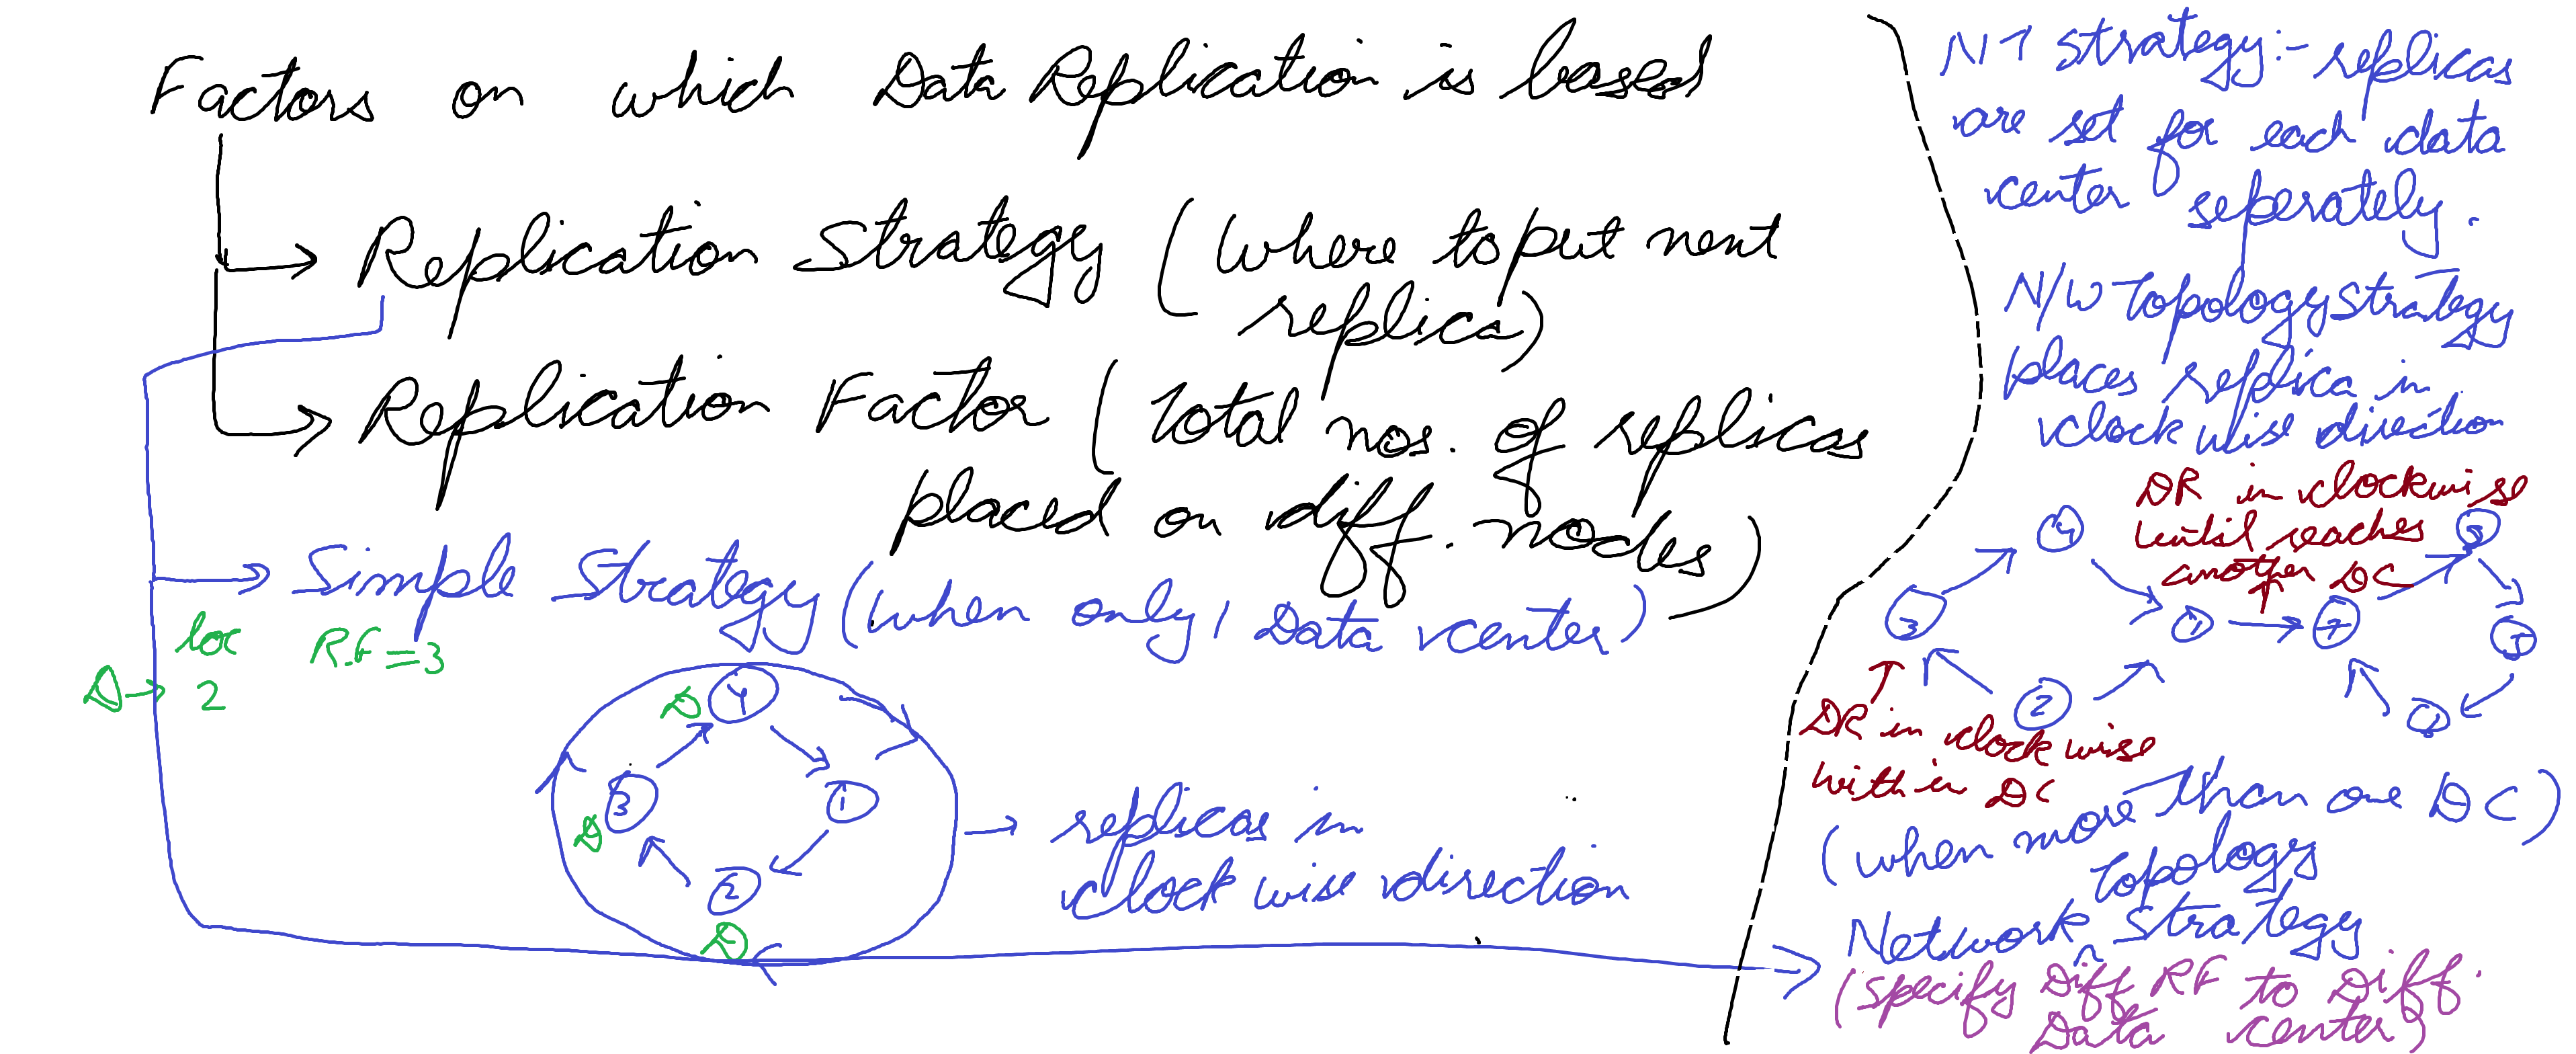 Factors on which Data Replication is based
Replication Strategy (where to put next
replica)
Replication Factor (total nos. of replicas
placed on diff. nodes)
Simple Strategy (when only 1 Data center)
loc R.F = 3
D → 2
D 4
3 1
D
2
D
→ replicas in
clock wise direction
NT strategy:- replicas
are set for each data
center seperately.
N/W Topology Strategy
places replica in
clock wise direction
DR in clockwise
until reaches
another DC
4
3 1
2
DR in clock wise
with in DC
(when more than one DC)
topology
Network ^ Strategy
(specify Diff RF to Diff.
Data center)